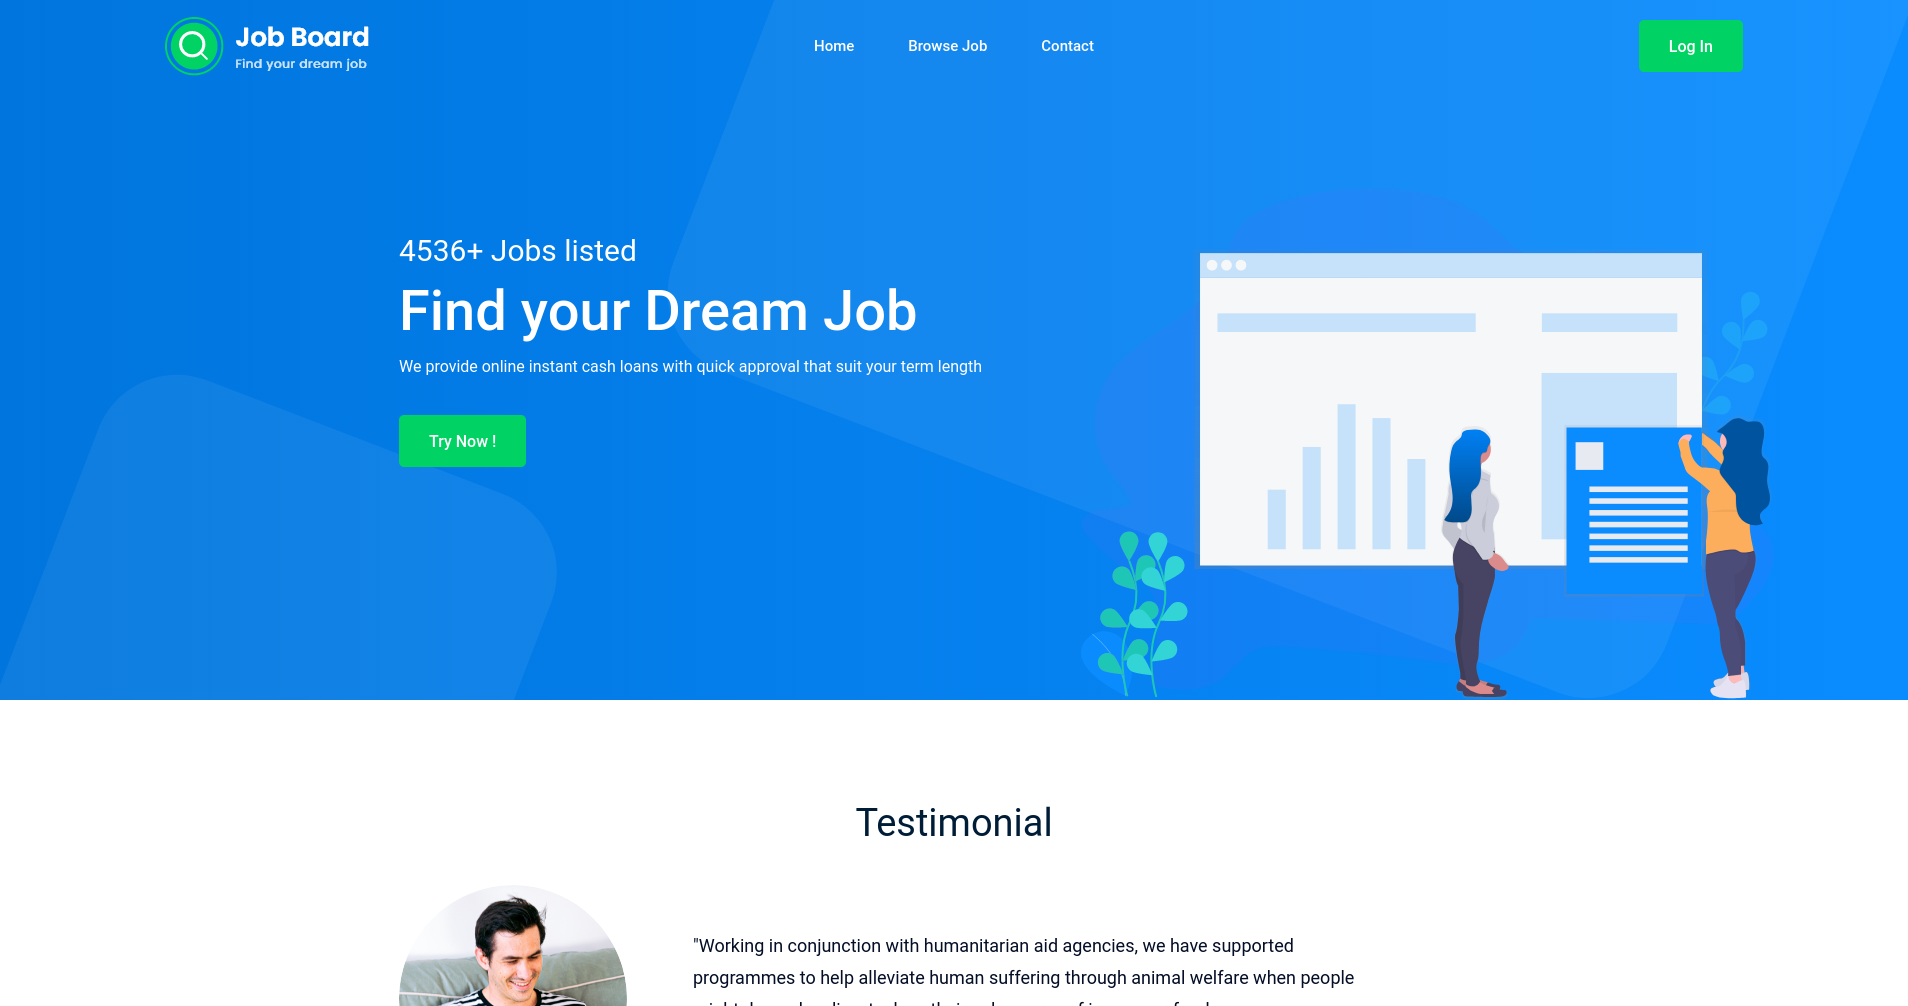 Job Board
Find your dream job
Home
Browse Job
Contact
Log In
4536+ Jobs listed
Find your Dream Job
We provide online instant cash loans with quick approval that suit your term length
Try Now !
Testimonial
"Working in conjunction with humanitarian aid agencies, we have supported
programmes to help alleviate human suffering through animal welfare when people